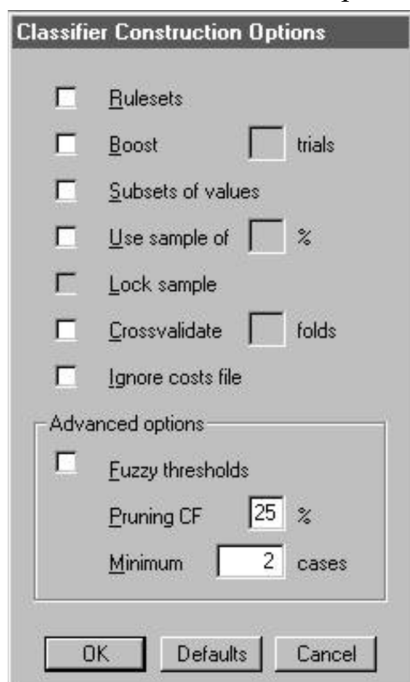 Classifier Construction Options
Rulesets
Boost trials
Subsets of values
Use sample of %
Lock sample
Crossvalidate folds
Ignore costs file
Advanced options
Fuzzy thresholds
Pruning CF 25 %
Minimum 2 cases
OK Defaults Cancel